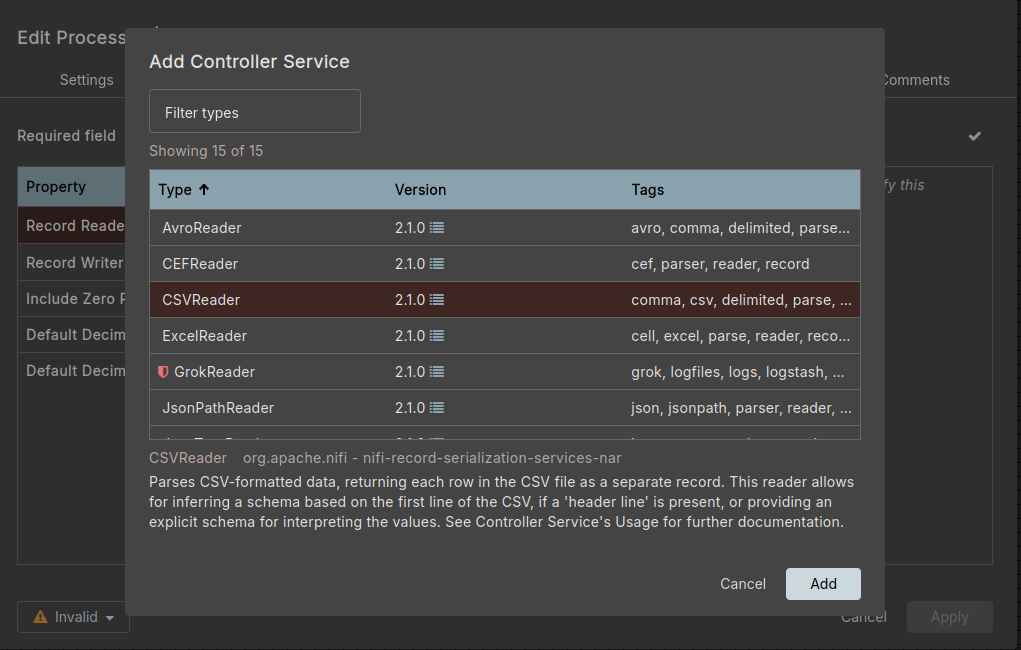 Edit Process
Settings
Comments
Required field
Property
fy this
Record Reade
Record Writer
Include Zero
Default Decim
Default Decim
Invalid
Cancel
Apply
Add Controller Service
Filter types
Showing 15 of 15
Type Version Tags
AvroReader 2.1.0 avro, comma, delimited, parse...
CEFReader 2.1.0 cef, parser, reader, record
CSVReader 2.1.0 comma, csv, delimited, parse, ...
ExcelReader 2.1.0 cell, excel, parse, reader, reco...
GrokReader 2.1.0 grok, logfiles, logs, logstash, ...
JsonPathReader 2.1.0 json, jsonpath, parser, reader, ...
CSVReader org.apache.nifi - nifi-record-serialization-services-nar
Parses CSV-formatted data, returning each row in the CSV file as a separate record. This reader allows
for inferring a schema based on the first line of the CSV, if a 'header line' is present, or providing an
explicit schema for interpreting the values. See Controller Service's Usage for further documentation.
Cancel
Add